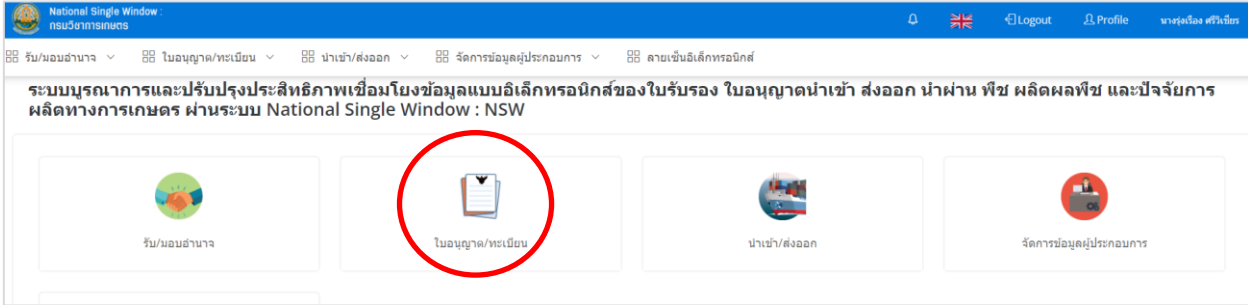 National Single Window :
กรมวิชาการเกษตร
Logout
Profile
นางรุ่งเรือง ศรีวิเชียร
รับ/มอบอำนาจ
ใบอนุญาต/ทะเบียน
นำเข้า/ส่งออก
จัดการข้อมูลผู้ประกอบการ
ลายเซ็นอิเล็กทรอนิกส์
ระบบบูรณาการและปรับปรุงประสิทธิภาพเชื่อมโยงข้อมูลแบบอิเล็กทรอนิกส์ของใบรับรอง ใบอนุญาตนำเข้า ส่งออก นำผ่าน พืช ผลิตผลพืช และปัจจัยการ
ผลิตทางการเกษตร ผ่านระบบ National Single Window : NSW
รับ/มอบอำนาจ
ใบอนุญาต/ทะเบียน
นำเข้า/ส่งออก
จัดการข้อมูลผู้ประกอบการ